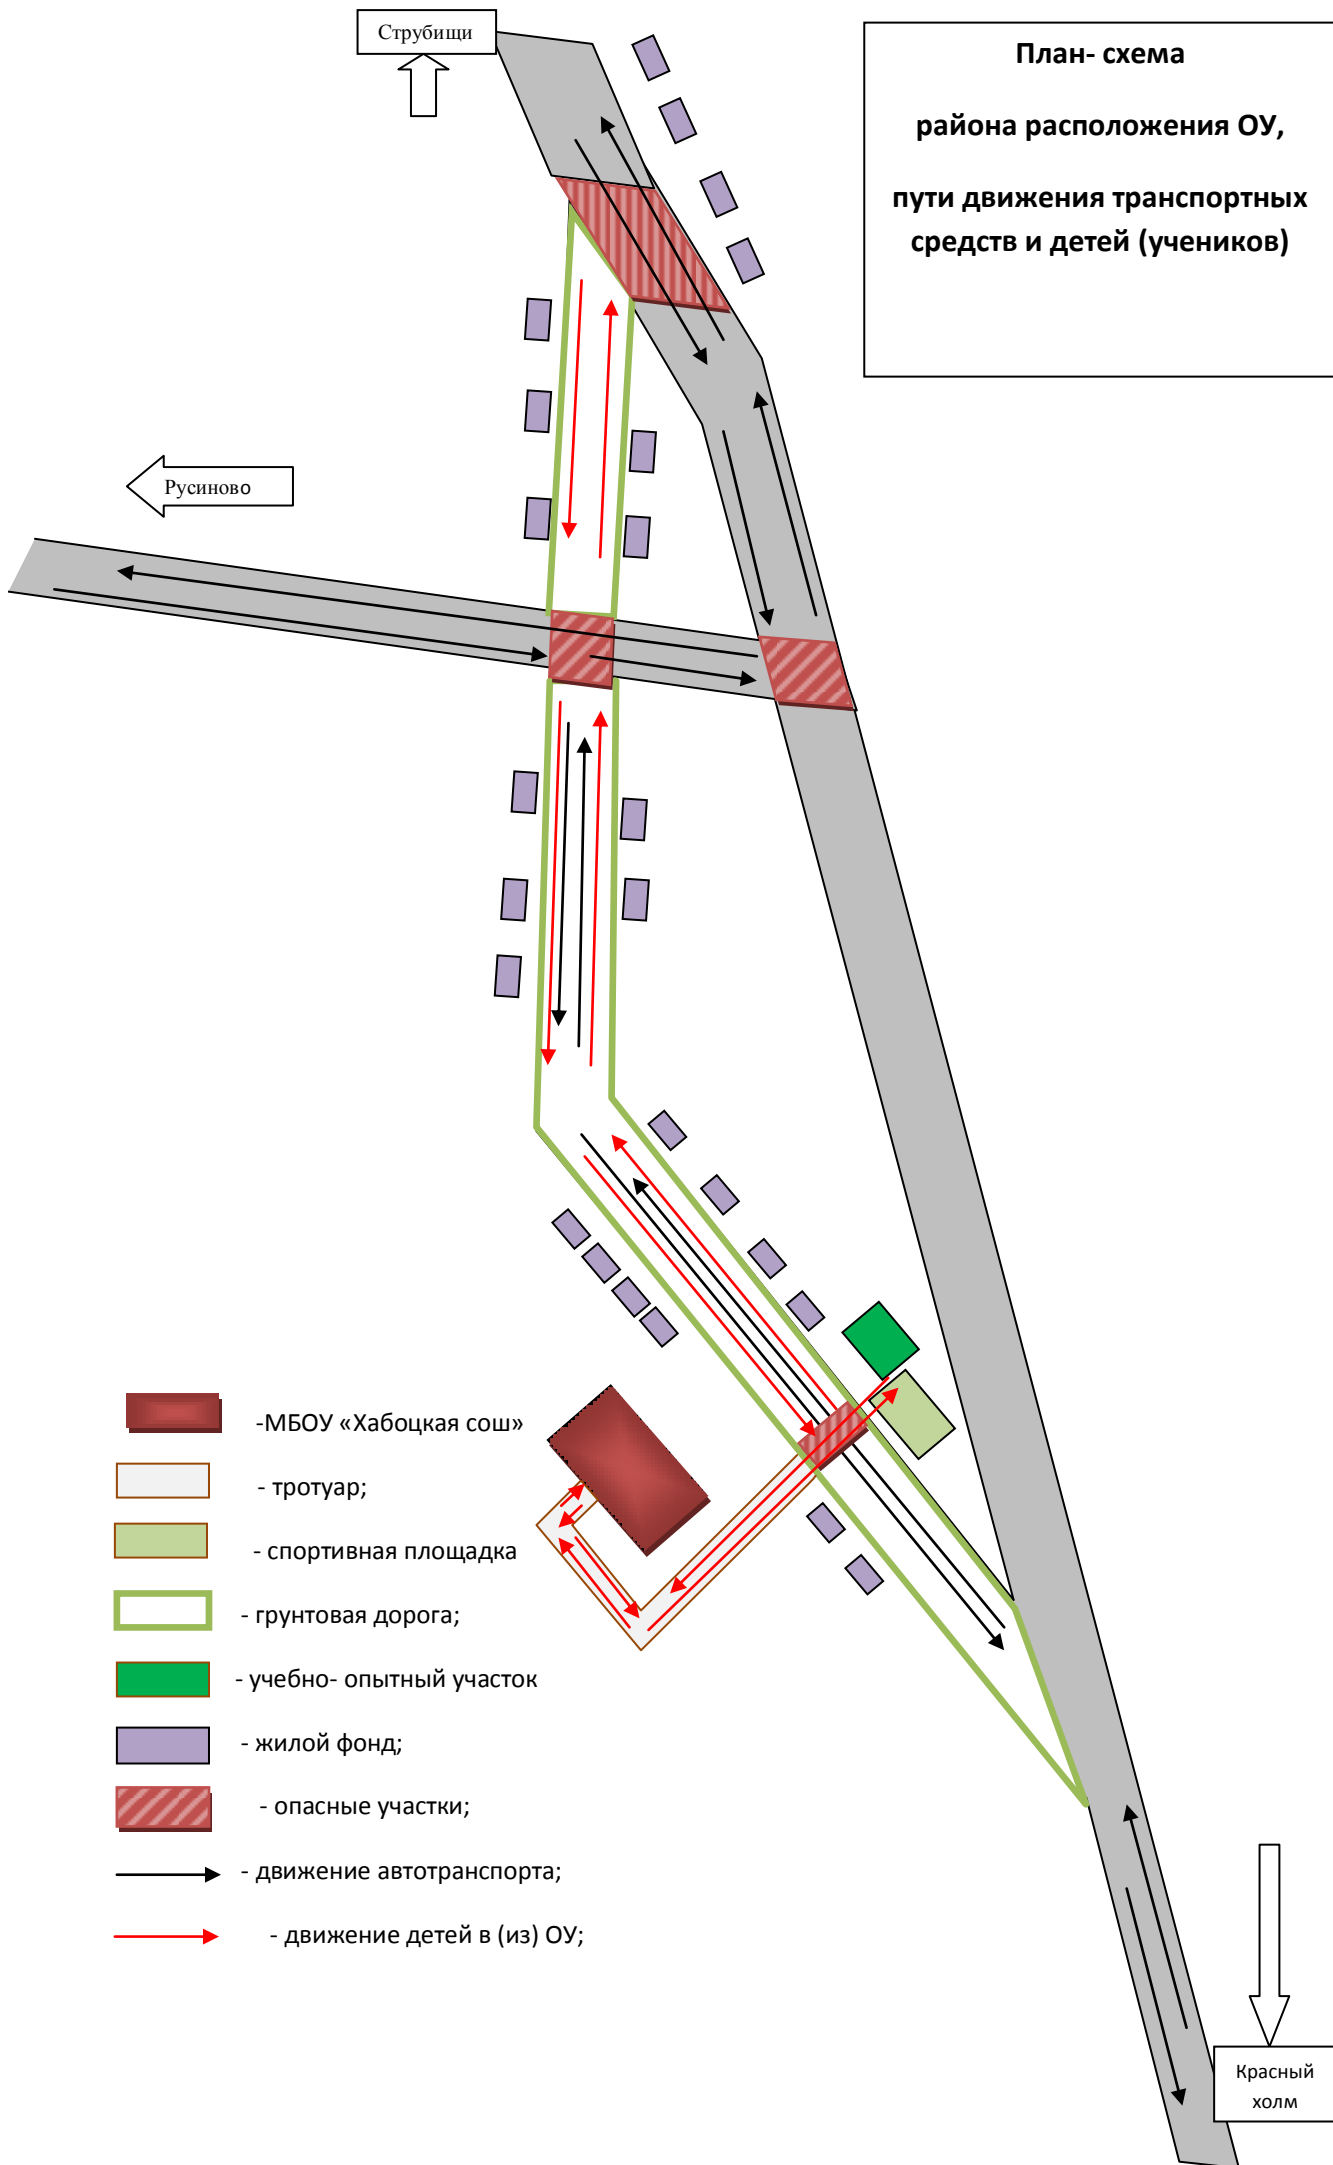 Струбищи
План- схема
района расположения ОУ,
пути движения транспортных
средств и детей (учеников)
Русиново
-МБОУ «Хабоцкая сош»
- тротуар;
- спортивная площадка
- грунтовая дорога;
- учебно- опытный участок
- жилой фонд;
- опасные участки;
- движение автотранспорта;
- движение детей в (из) ОУ;
Красный
холм